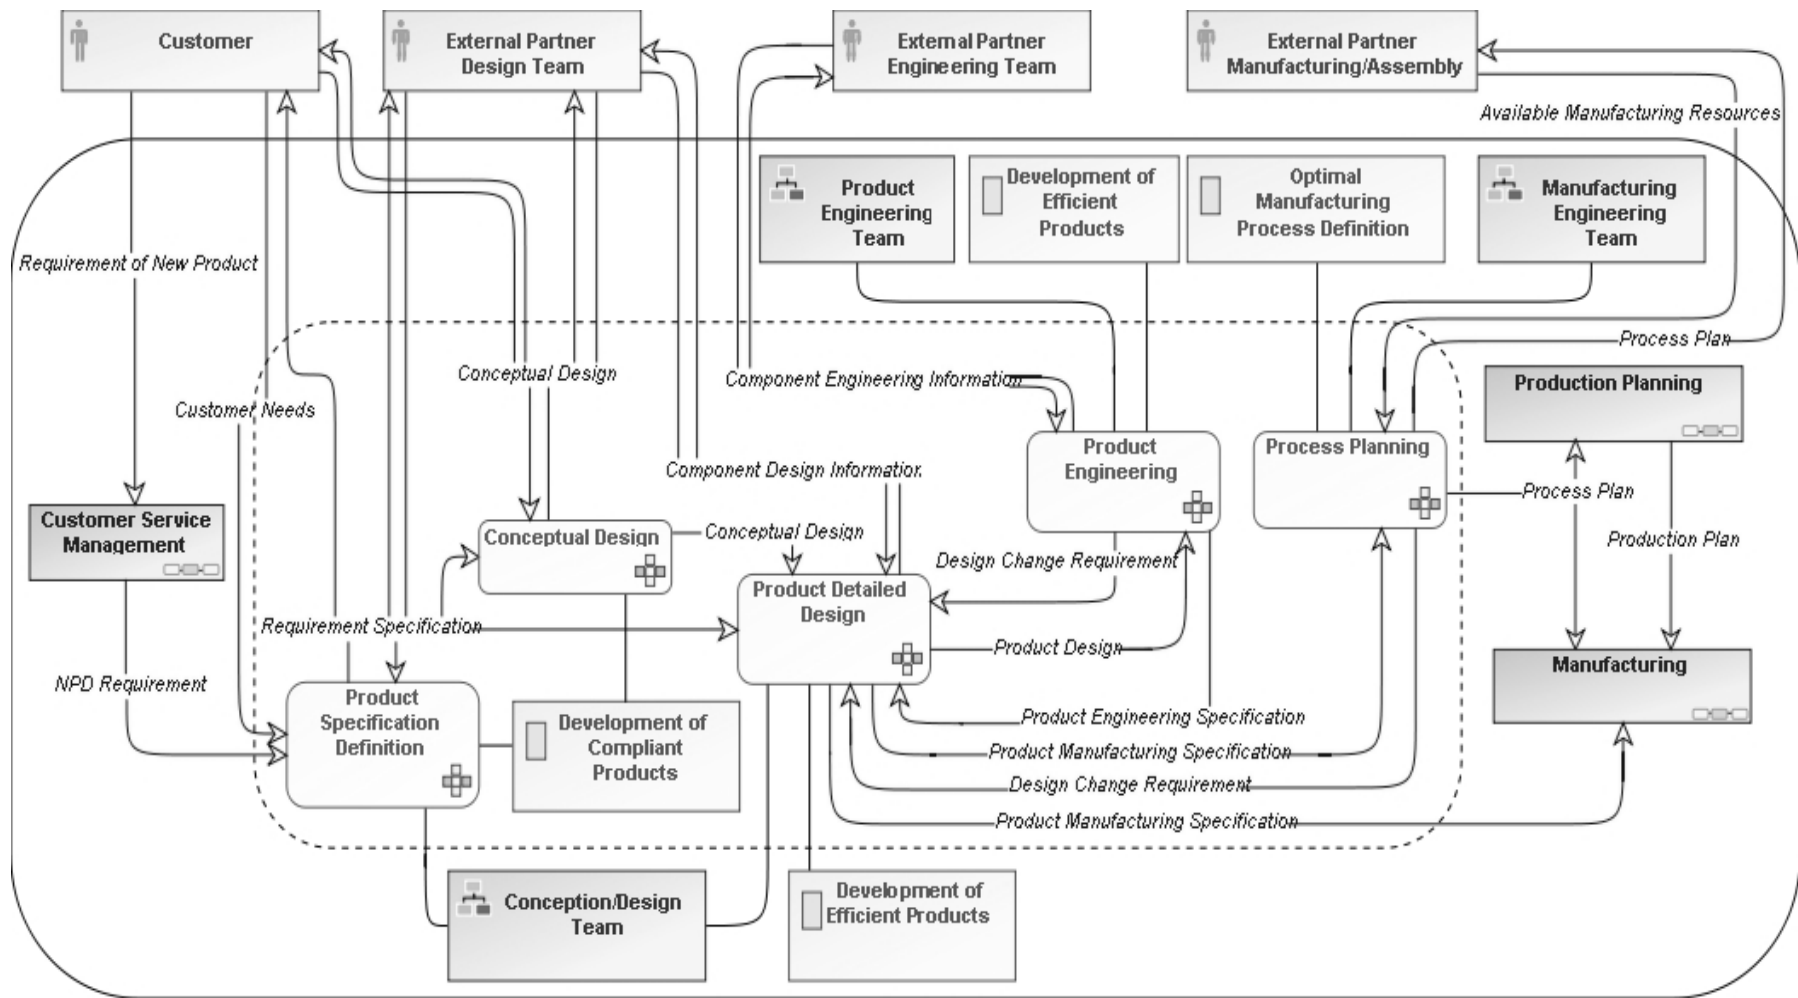 Customer
External Partner
Design Team
External Partner
Engineering Team
External Partner
Manufacturing/Assembly
Available Manufacturing Resources
Product
Engineering
Team
Development of
Efficient
Products
Optimal
Manufacturing
Process Definition
Manufacturing
Engineering
Team
Requirement of New Product
Process Plan
Conceptual Design
Component Engineering Information
Production Planning
Customer Needs
Product
Engineering
Process Planning
Component Design Information
Process Plan
Customer Service
Management
Conceptual Design
Conceptual Design
Production Plan
Design Change Requirement
Product Detailed
Design
Requirement Specification
Product Design
Manufacturing
NPD Requirement
Product
Specification
Definition
Development of
Compliant
Products
Product Engineering Specification
Product Manufacturing Specification
Design Change Requirement
Product Manufacturing Specification
Conception/Design
Team
Development of
Efficient Products